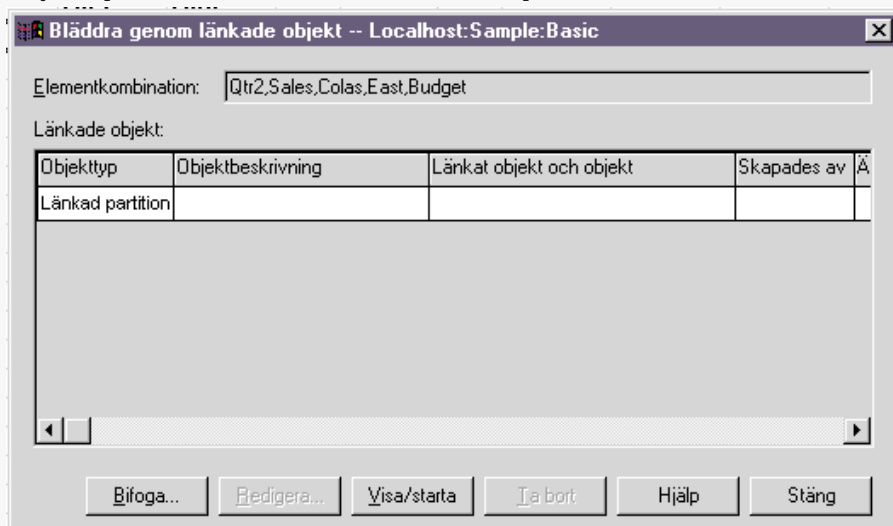 Bläddra genom länkade objekt -- Localhost:Sample:Basic
Elementkombination: Qtr2,Sales,Colas,East,Budget
Länkade objekt:
Objekttyp Objektbeskrivning Länkat objekt och objekt Skapades av Ä
Länkad partition
Bifoga... Redigera... Visa/starta Ta bort Hjälp Stäng